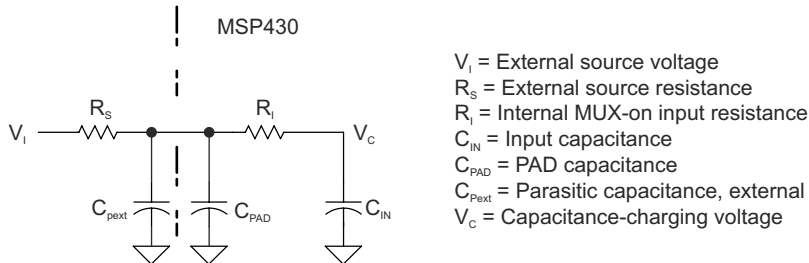 MSP430
V_I = External source voltage
R_S = External source resistance
R_I = Internal MUX-on input resistance
C_IN = Input capacitance
C_PAD = PAD capacitance
C_Pext = Parasitic capacitance, external
V_C = Capacitance-charging voltage
R_S
R_I
V_I
V_C
C_pext
C_PAD
C_IN